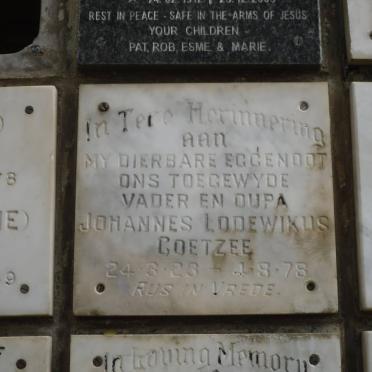 REST IN PEACE - SAFE IN THE ARMS OF JESUS
YOUR CHILDREN
PAT, ROB, ESME & MARIE.
In Tere Herinnering
aan
MY DIERBARE EGGENOOT
ONS TOEGEWYDE
VADER EN OUPA
JOHANNES LODEWIKUS
COETZEE
24-3-23 - 4-8-78
RUS IN VREDE.
In Loving Memory